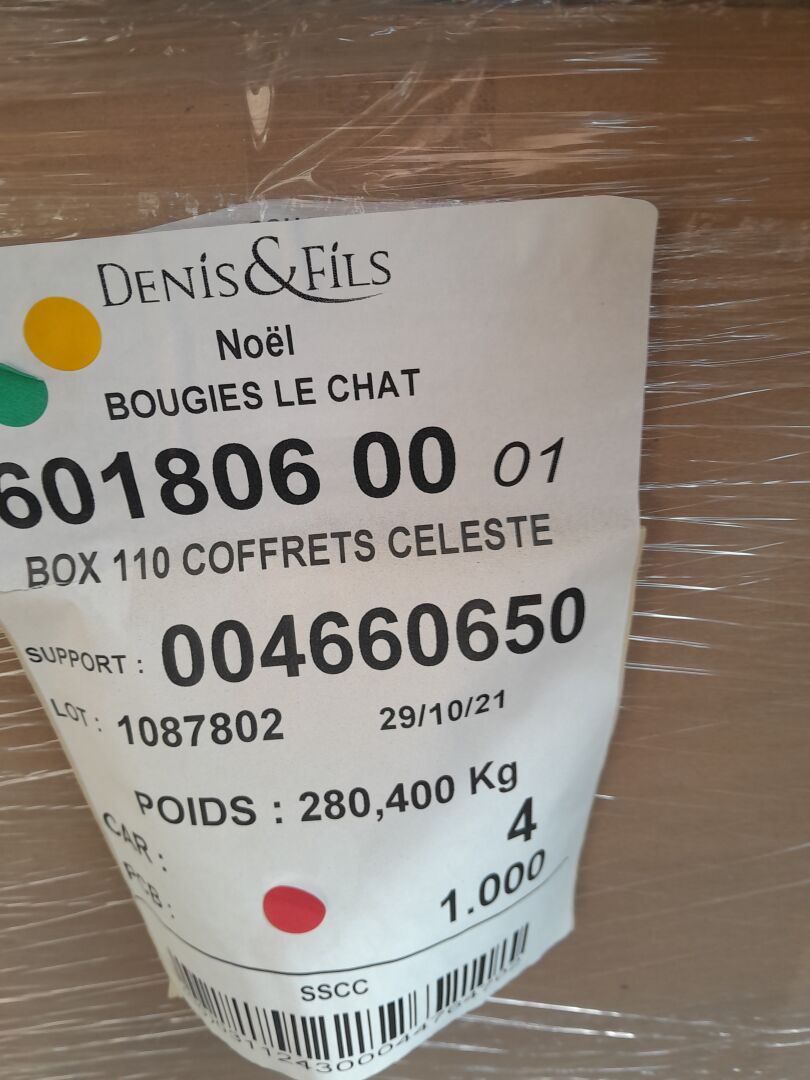 DENIS & FILS
Noël
BOUGIES LE CHAT
601806 00 01
BOX 110 COFFRETS CELESTE
SUPPORT : 004660650
LOT : 1087802 29/10/21
POIDS : 280,400 Kg
CAR : 4
PCB : 1.000
SSCC